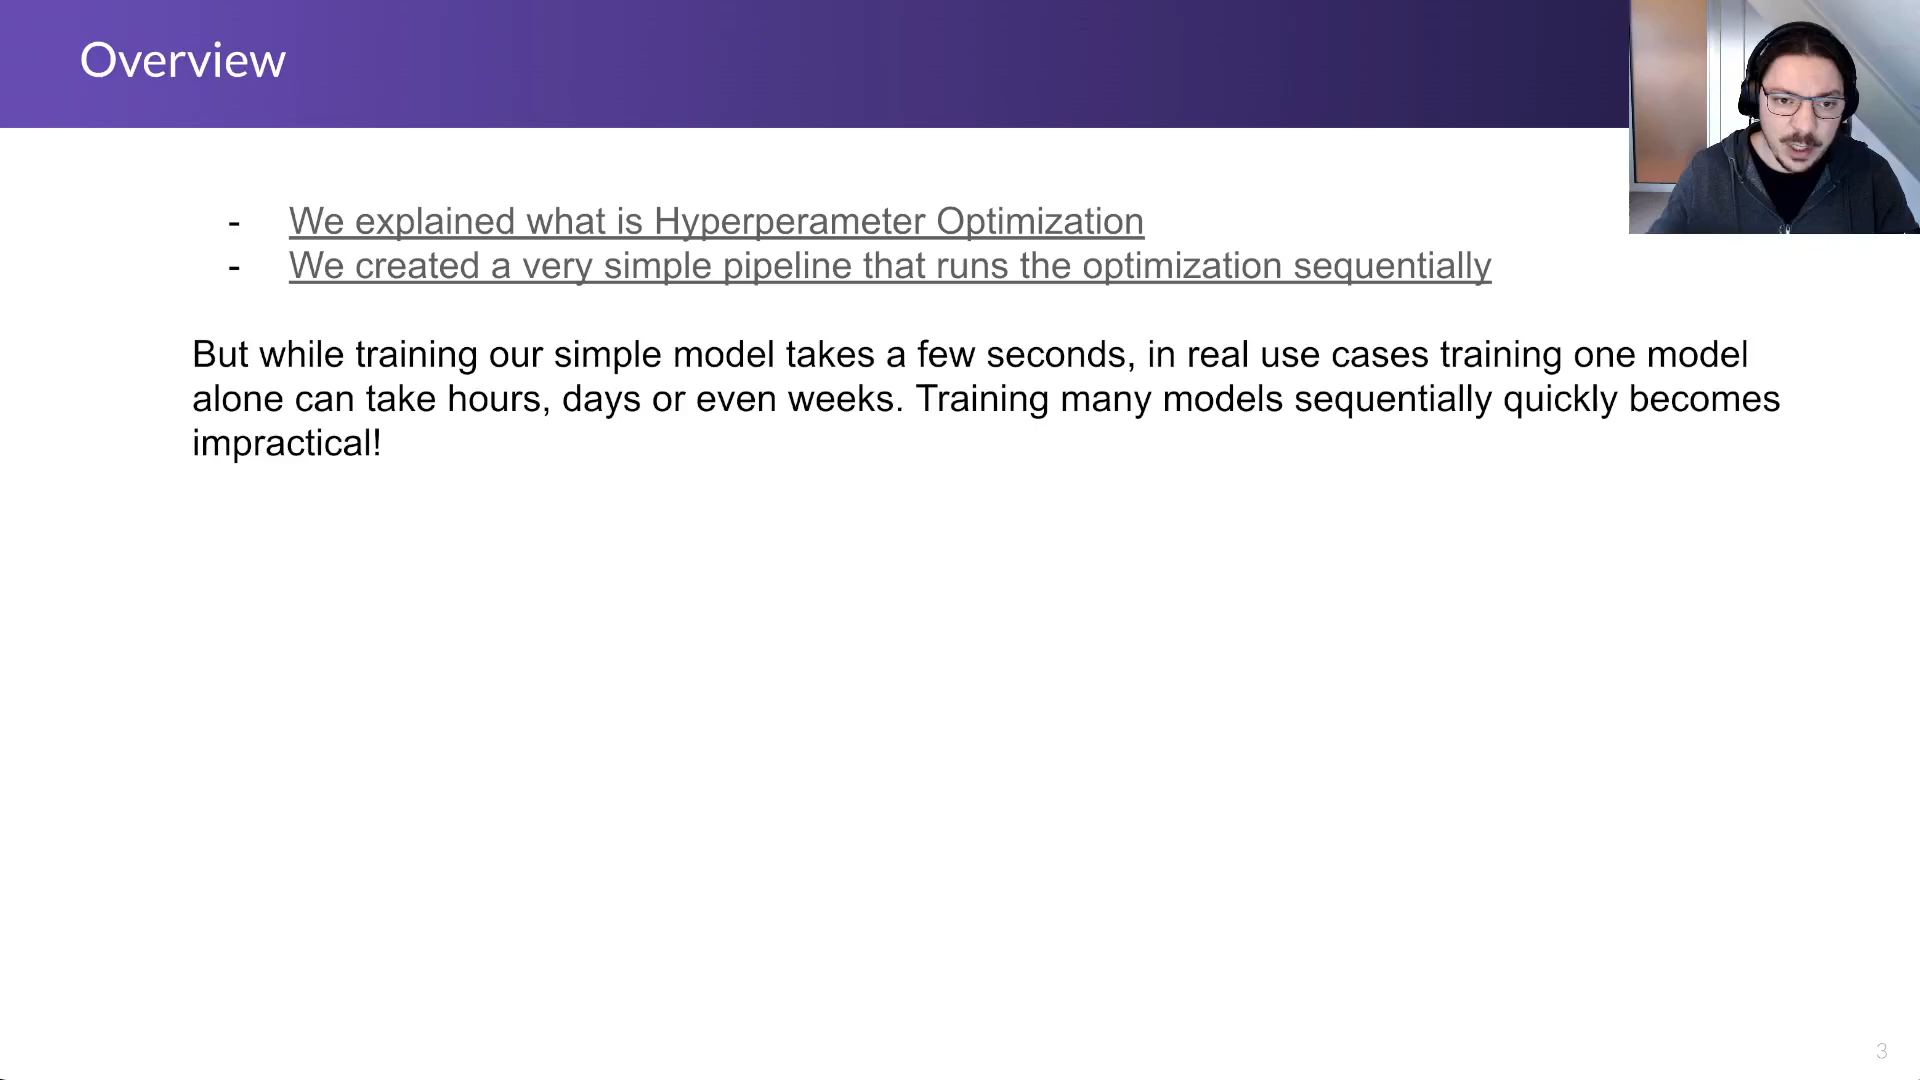 Overview
- We explained what is Hyperperameter Optimization
- We created a very simple pipeline that runs the optimization sequentially
But while training our simple model takes a few seconds, in real use cases training one model
alone can take hours, days or even weeks. Training many models sequentially quickly becomes
impractical!
3